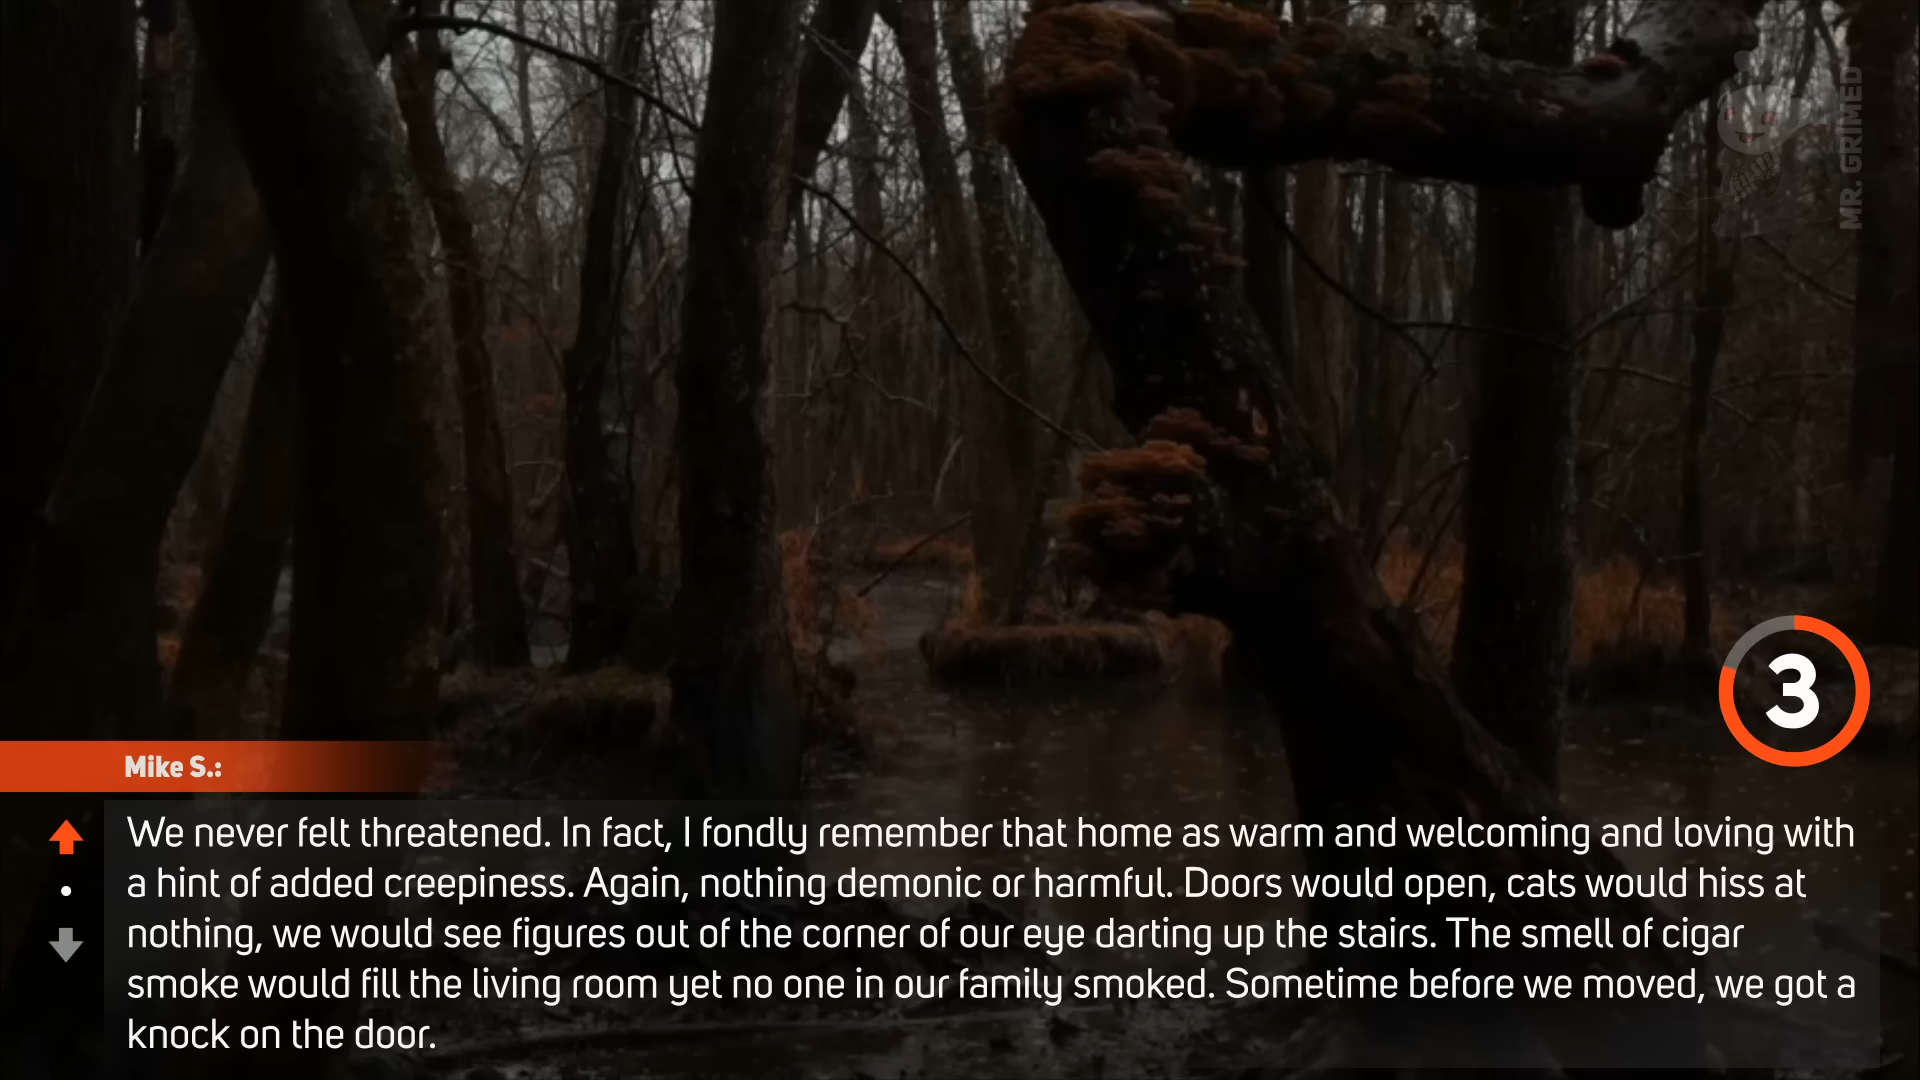 MR. GRIMED
3
Mike S.:
We never felt threatened. In fact, I fondly remember that home as warm and welcoming and loving with
a hint of added creepiness. Again, nothing demonic or harmful. Doors would open, cats would hiss at
nothing, we would see figures out of the corner of our eye darting up the stairs. The smell of cigar
smoke would fill the living room yet no one in our family smoked. Sometime before we moved, we got a
knock on the door.